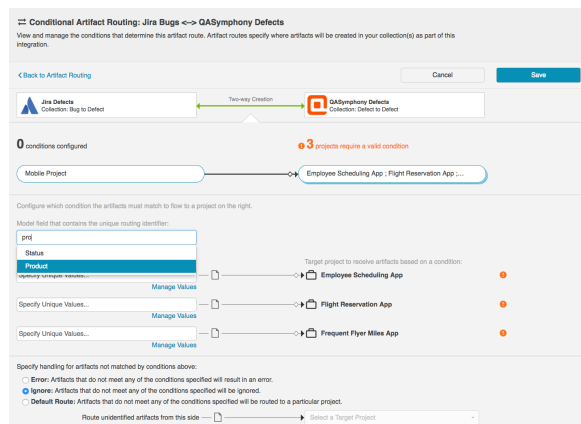 Conditional Artifact Routing: Jira Bugs <--> QASymphony Defects
View and manage the conditions that determine this artifact route. Artifact routes specify where artifacts will be created in your collection(s) as part of this
integration.
Back to Artifact Routing
Cancel
Save
Jira Defects
Collection: Bug to Defect
Two-way Creation
QASymphony Defects
Collection: Defect to Defect
0 conditions configured
3 projects require a valid condition
Mobile Project
Employee Scheduling App ; Flight Reservation App ;...
Configure which condition the artifacts must match to flow to a project on the right.
Model field that contains the unique routing identifier:
pro
Status
Product
Target project to receive artifacts based on a condition:
Specify Unique Values...
Employee Scheduling App
Manage Values
Specify Unique Values...
Flight Reservation App
Manage Values
Specify Unique Values...
Frequent Flyer Miles App
Manage Values
Specify handling for artifacts not matched by conditions above:
Error: Artifacts that do not meet any of the conditions specified will result in an error.
Ignore: Artifacts that do not meet any of the conditions specified will be ignored.
Default Route: Artifacts that do not meet any of the conditions specified will be routed to a particular project.
Route unidentified artifacts from this side
Select a Target Project